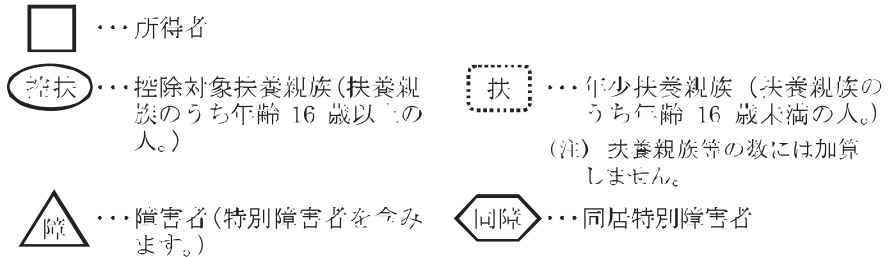 …所得者
控扶…控除対象扶養親族(扶養親
族のうち年齢 16 歳以上の
人。)
扶…年少扶養親族（扶養親族の
うち年齢 16 歳未満の人。)
(注) 扶養親族等の数には加算
しません。
障…障害者(特別障害者を含み
ます。)
同障…同居特別障害者